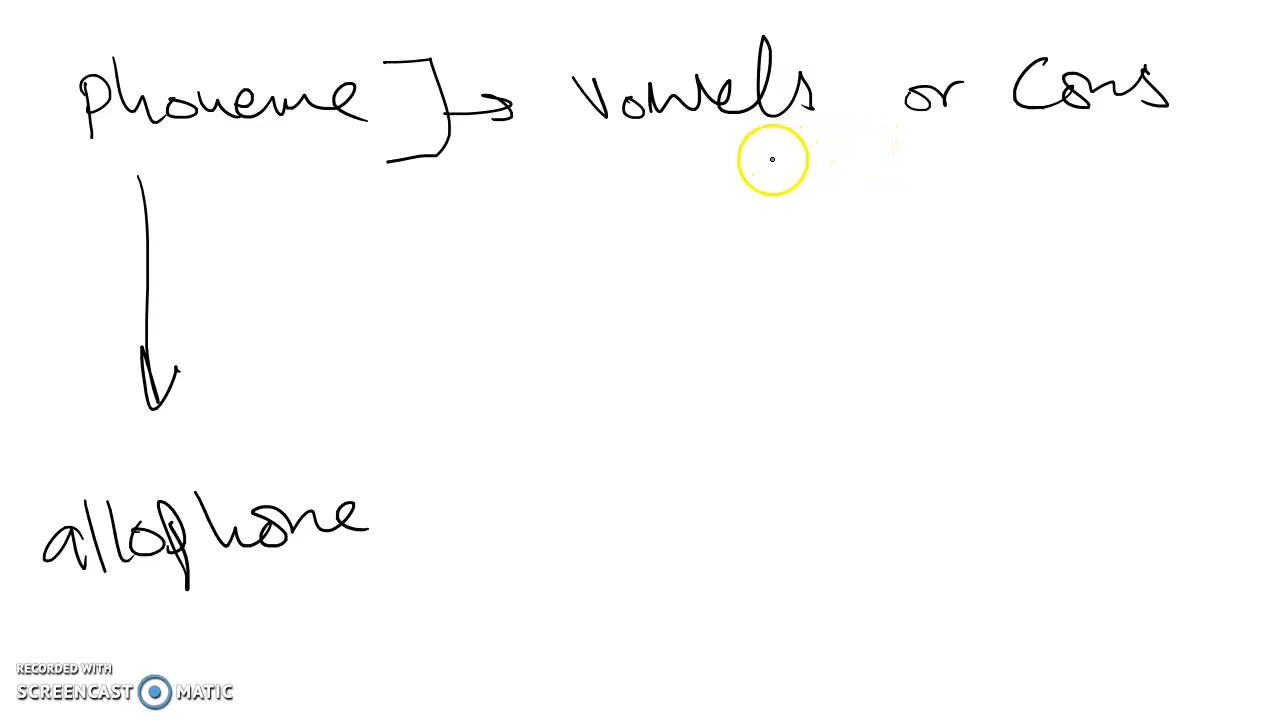 phoneme ] → vowels or Cons
allophone
RECORDED WITH
SCREENCAST MATIC